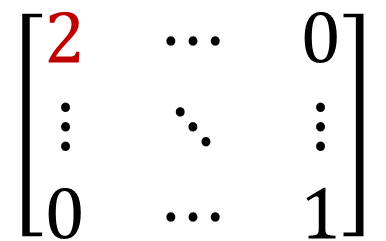 2 ⋯ 0
⋮ ⋱ ⋮
0 ⋯ 1